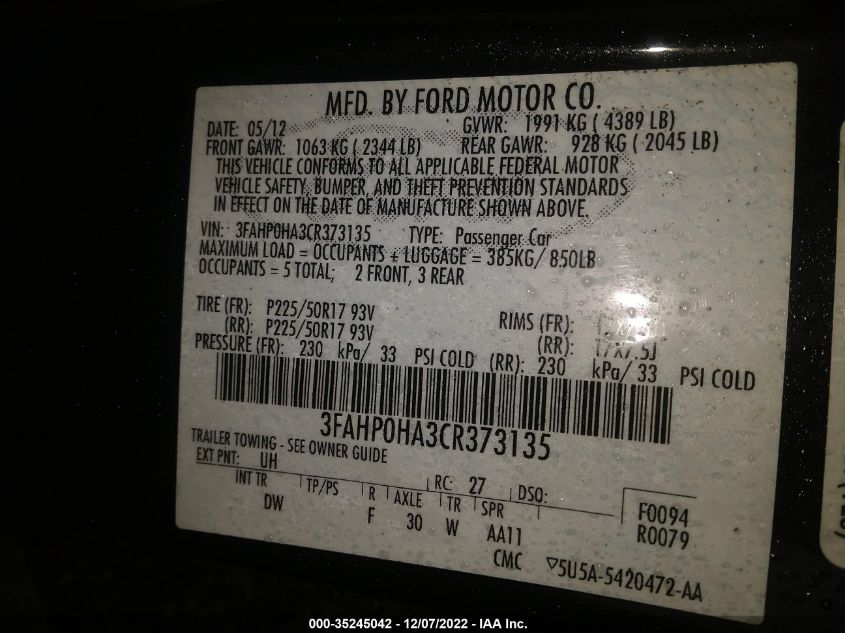 MFD. BY FORD MOTOR CO.
DATE: 05/12 GVWR: 1991 KG ( 4389 LB)
FRONT GAWR: 1063 KG ( 2344 LB) REAR GAWR: 928 KG ( 2045 LB)
THIS VEHICLE CONFORMS TO ALL APPLICABLE FEDERAL MOTOR
VEHICLE SAFETY, BUMPER, AND THEFT PREVENTION STANDARDS
IN EFFECT ON THE DATE OF MANUFACTURE SHOWN ABOVE.
VIN: 3FAHP0HA3CR373135 TYPE: Passenger Car
MAXIMUM LOAD = OCCUPANTS + LUGGAGE = 385KG/ 850LB
OCCUPANTS = 5 TOTAL; 2 FRONT, 3 REAR
TIRE (FR): P225/50R17 93V RIMS (FR):
(RR): P225/50R17 93V (RR): 17X7.5J
PRESSURE (FR): 230 kPa/ 33 PSI COLD (RR): 230 kPa/ 33 PSI COLD
3FAHP0HA3CR373135
TRAILER TOWING - SEE OWNER GUIDE
EXT PNT: UH RC: 27 DSO:
INT TR TP/PS R AXLE TR SPR F0094
DW F 30 W AA11 R0079
CMC ▽5U5A-5420472-AA
000-35245042 - 12/07/2022 - IAA Inc.